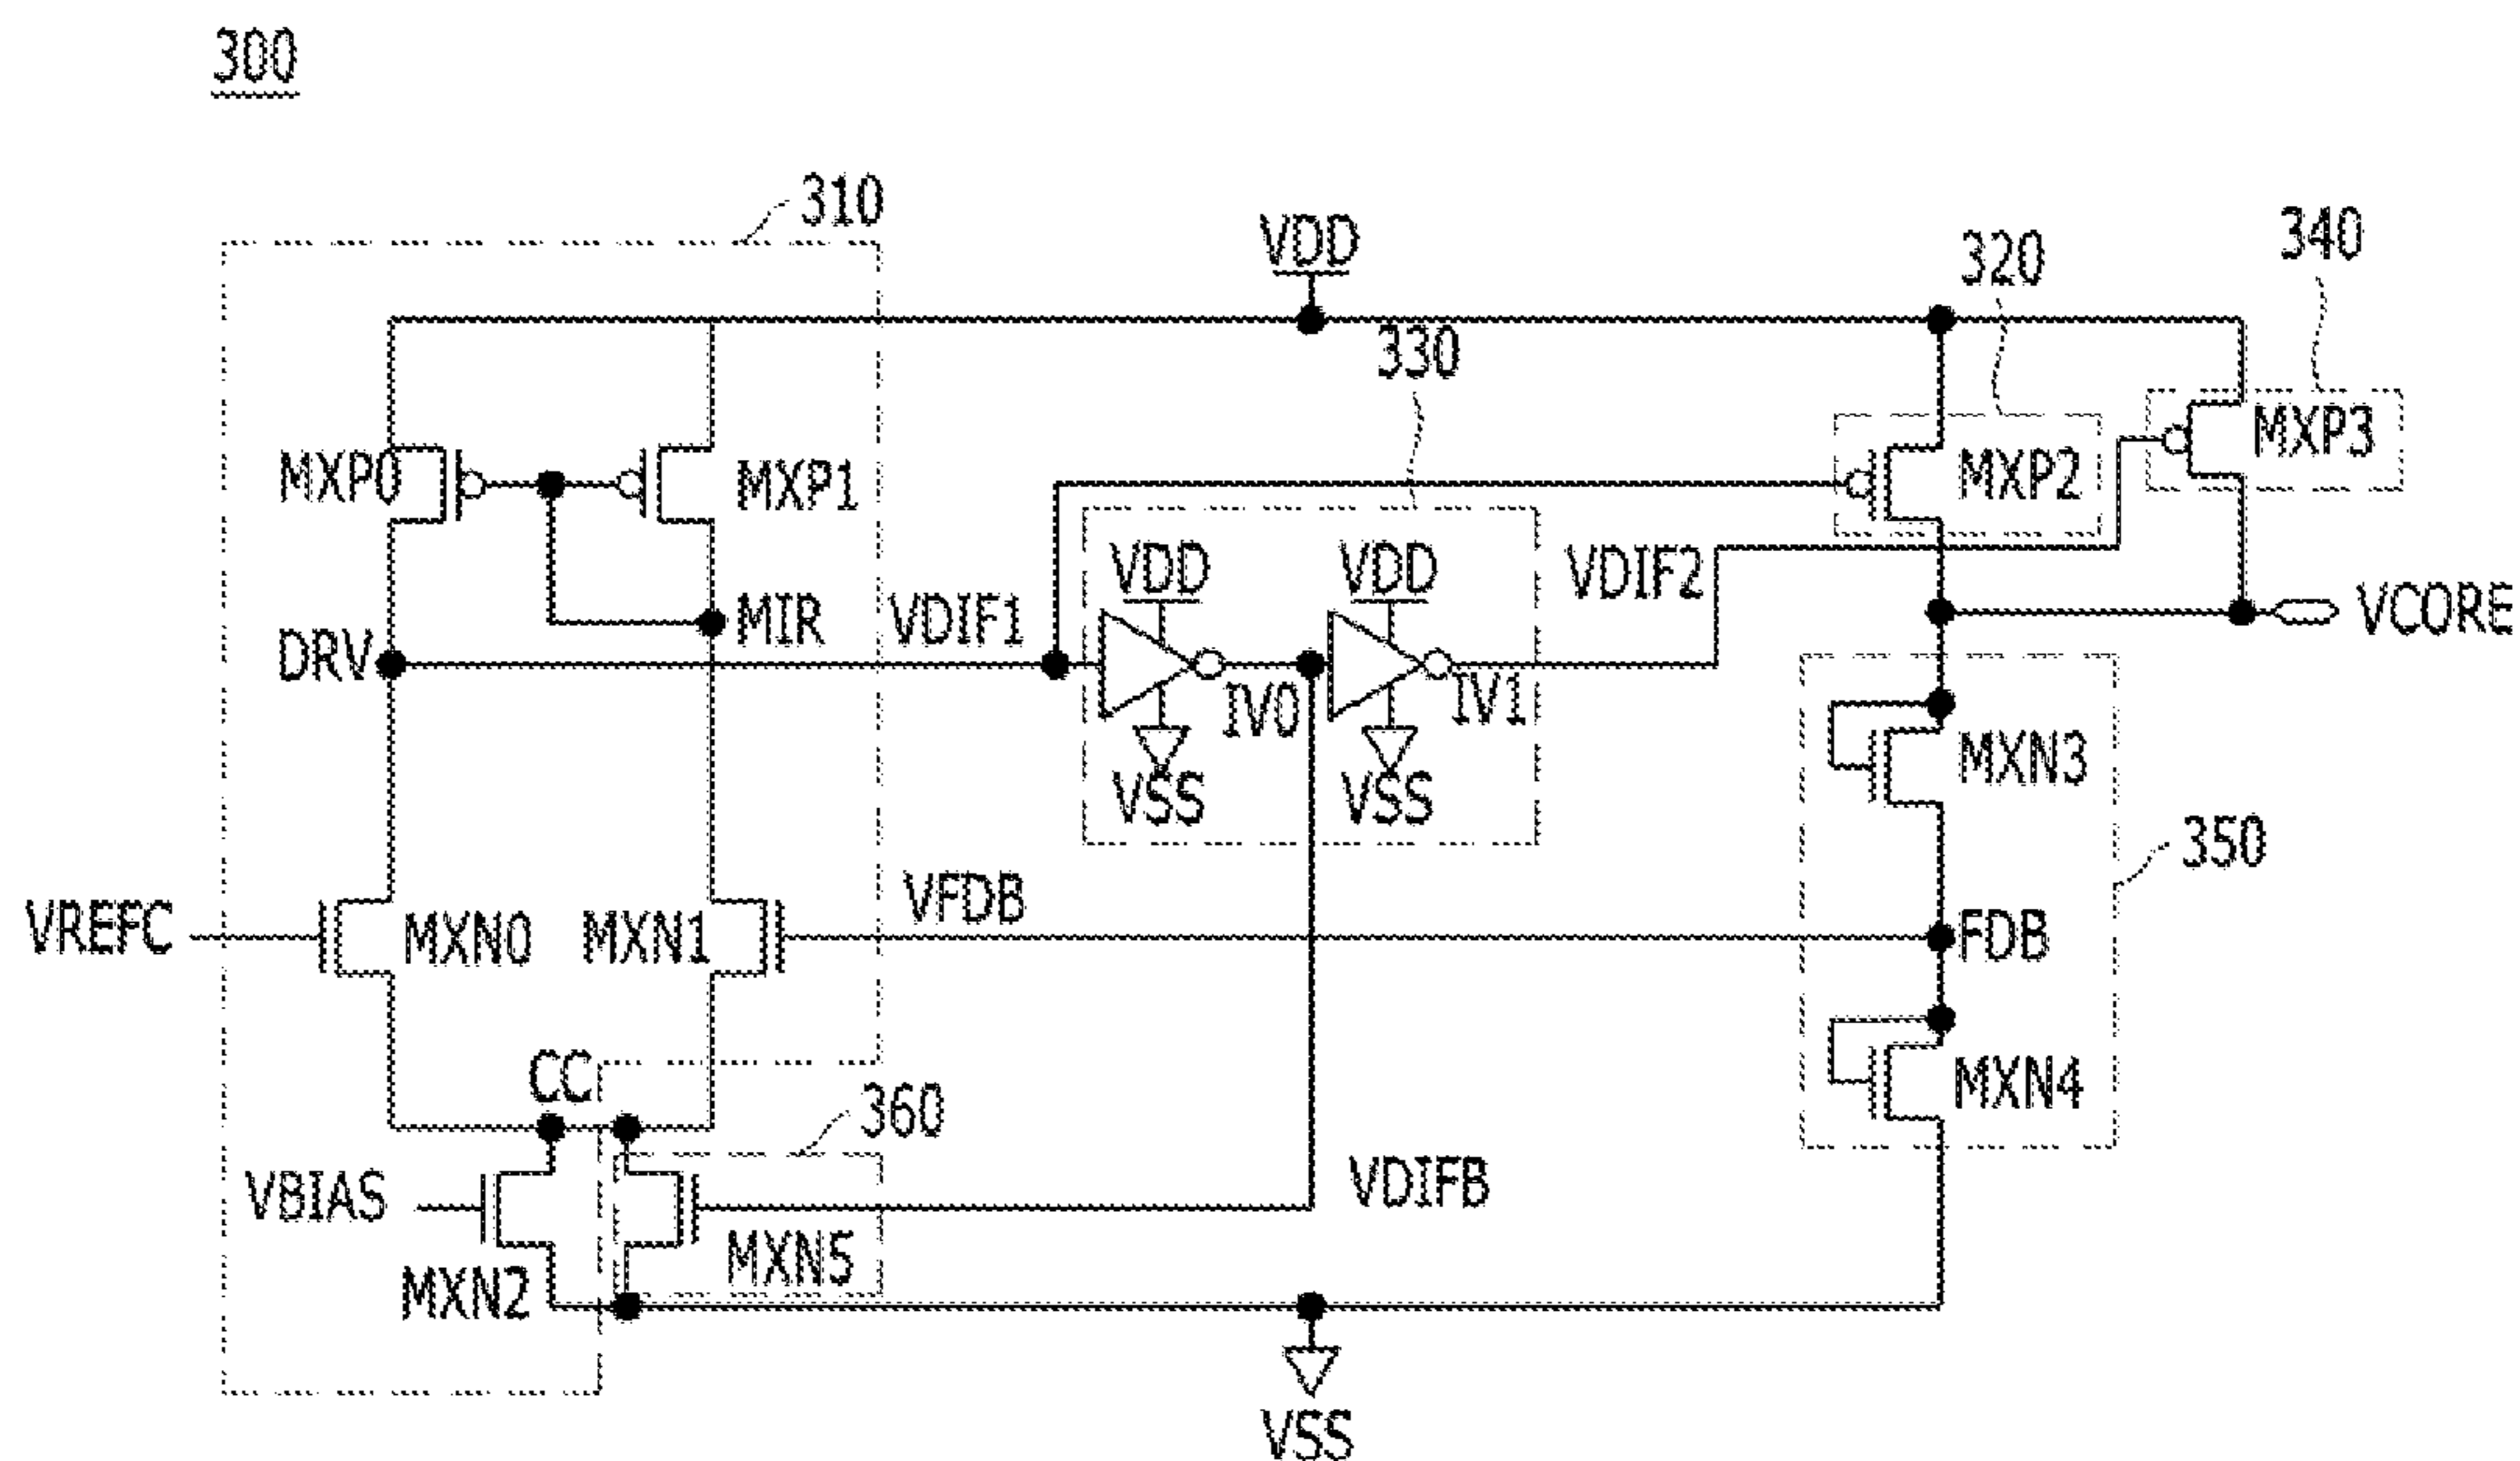 300
310
VDD
320
340
330
MXP0
MXP1
MXP2
MXP3
VDD
VDD
VDIF2
MIR
VDIF1
VCORE
DRV
IV0
IV1
VSS
VSS
MXN3
350
VREFC
MXN0
MXN1
VFDB
FDB
CC
360
MXN4
VBIAS
VDIFB
MXN2
MXN5
VSS